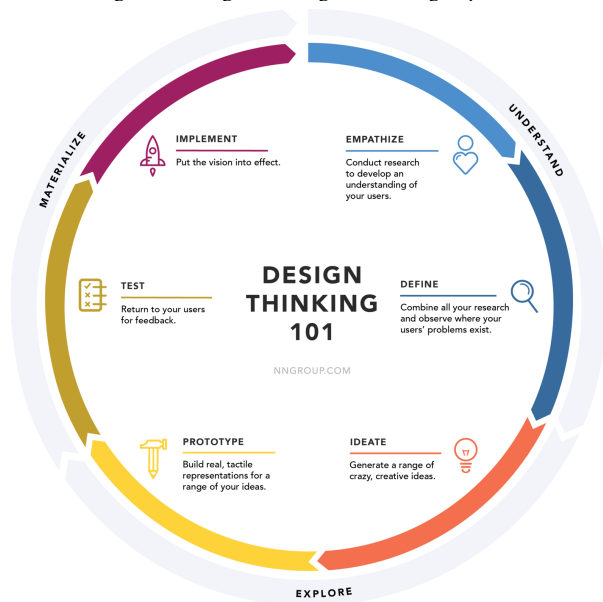 UNDERSTAND
EMPATHIZE
Conduct research
to develop an
understanding of
your users.
DEFINE
Combine all your research
and observe where your
users' problems exist.
IDEATE
Generate a range of
crazy, creative ideas.
EXPLORE
PROTOTYPE
Build real, tactile
representations for a
range of your ideas.
TEST
Return to your users
for feedback.
MATERIALIZE
IMPLEMENT
Put the vision into effect.
DESIGN
THINKING
101
NNGROUP.COM